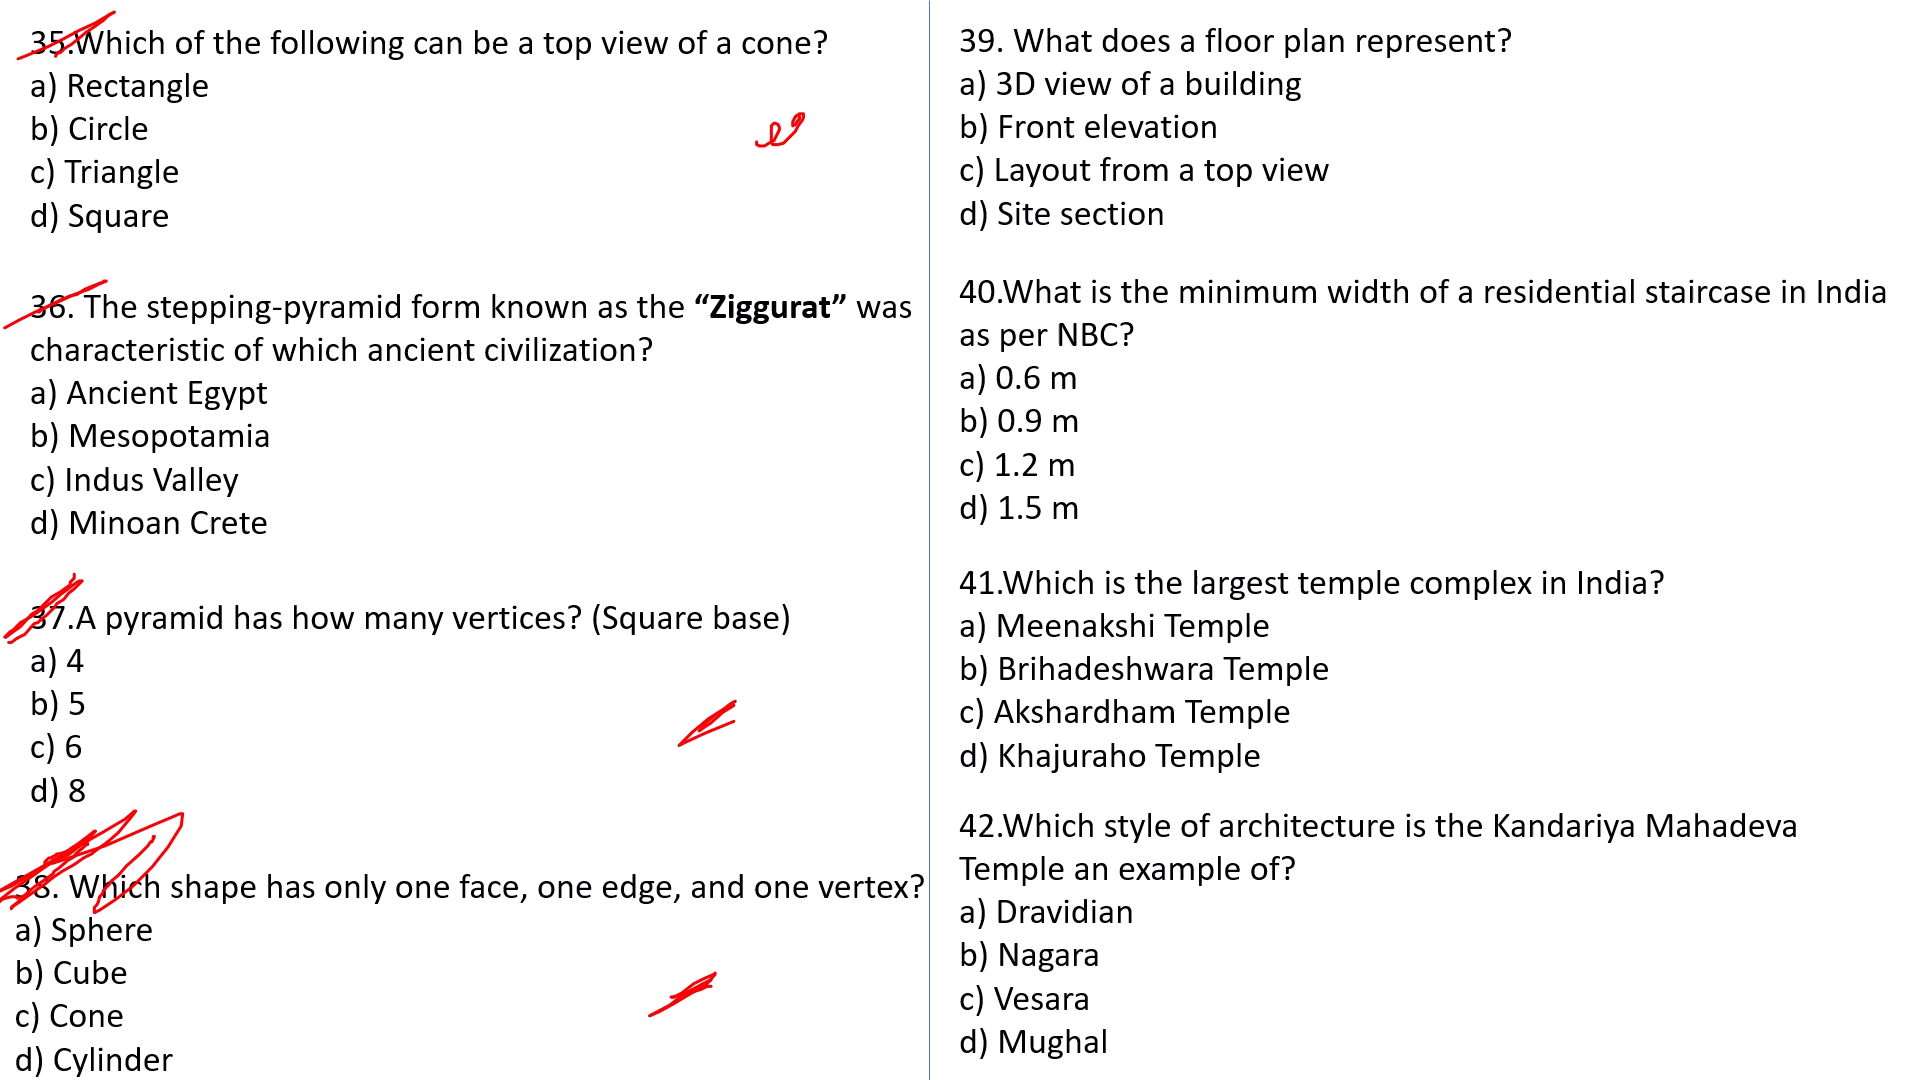 35.Which of the following can be a top view of a cone?
a) Rectangle
b) Circle
c) Triangle
d) Square
36. The stepping-pyramid form known as the “Ziggurat” was
characteristic of which ancient civilization?
a) Ancient Egypt
b) Mesopotamia
c) Indus Valley
d) Minoan Crete
37.A pyramid has how many vertices? (Square base)
a) 4
b) 5
c) 6
d) 8
38. Which shape has only one face, one edge, and one vertex?
a) Sphere
b) Cube
c) Cone
d) Cylinder
39. What does a floor plan represent?
a) 3D view of a building
b) Front elevation
c) Layout from a top view
d) Site section
40.What is the minimum width of a residential staircase in India
as per NBC?
a) 0.6 m
b) 0.9 m
c) 1.2 m
d) 1.5 m
41.Which is the largest temple complex in India?
a) Meenakshi Temple
b) Brihadeshwara Temple
c) Akshardham Temple
d) Khajuraho Temple
42.Which style of architecture is the Kandariya Mahadeva
Temple an example of?
a) Dravidian
b) Nagara
c) Vesara
d) Mughal